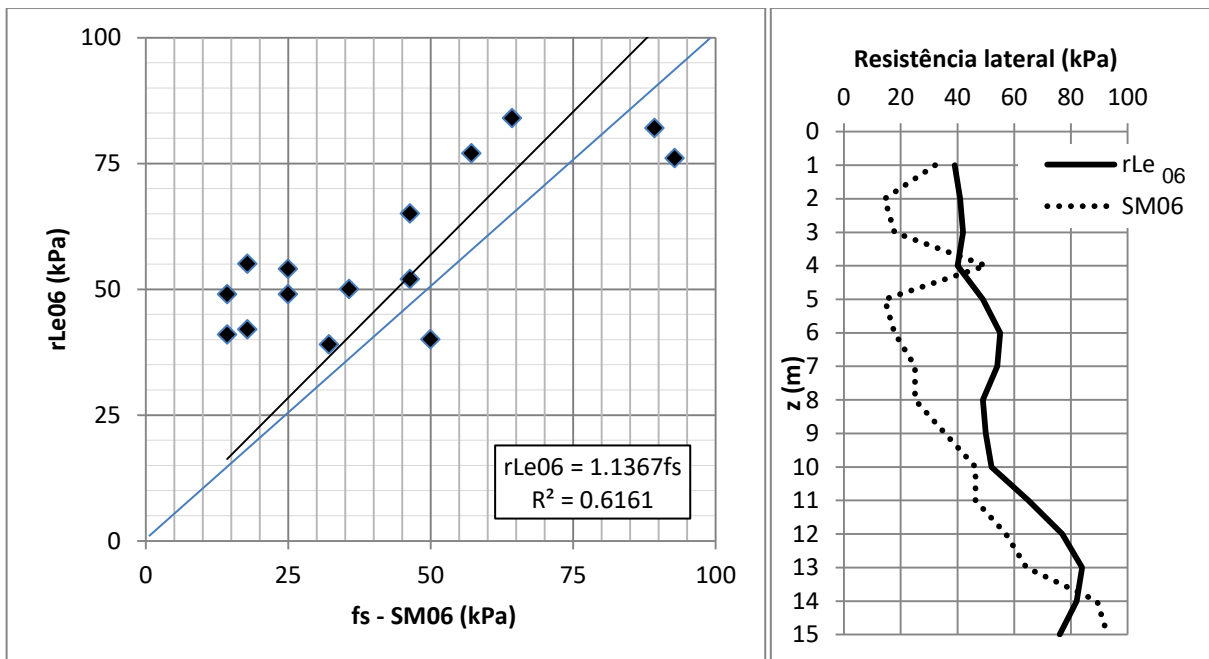 100
75
50
25
0
rLe06 (kPa)
rLe06 = 1.1367fs
R² = 0.6161
0 25 50 75 100
fs - SM06 (kPa)
Resistência lateral (kPa)
0 20 40 60 80 100
0
1
2
3
4
5
6
7
8
9
10
11
12
13
14
15
z (m)
rLe 06
SM06